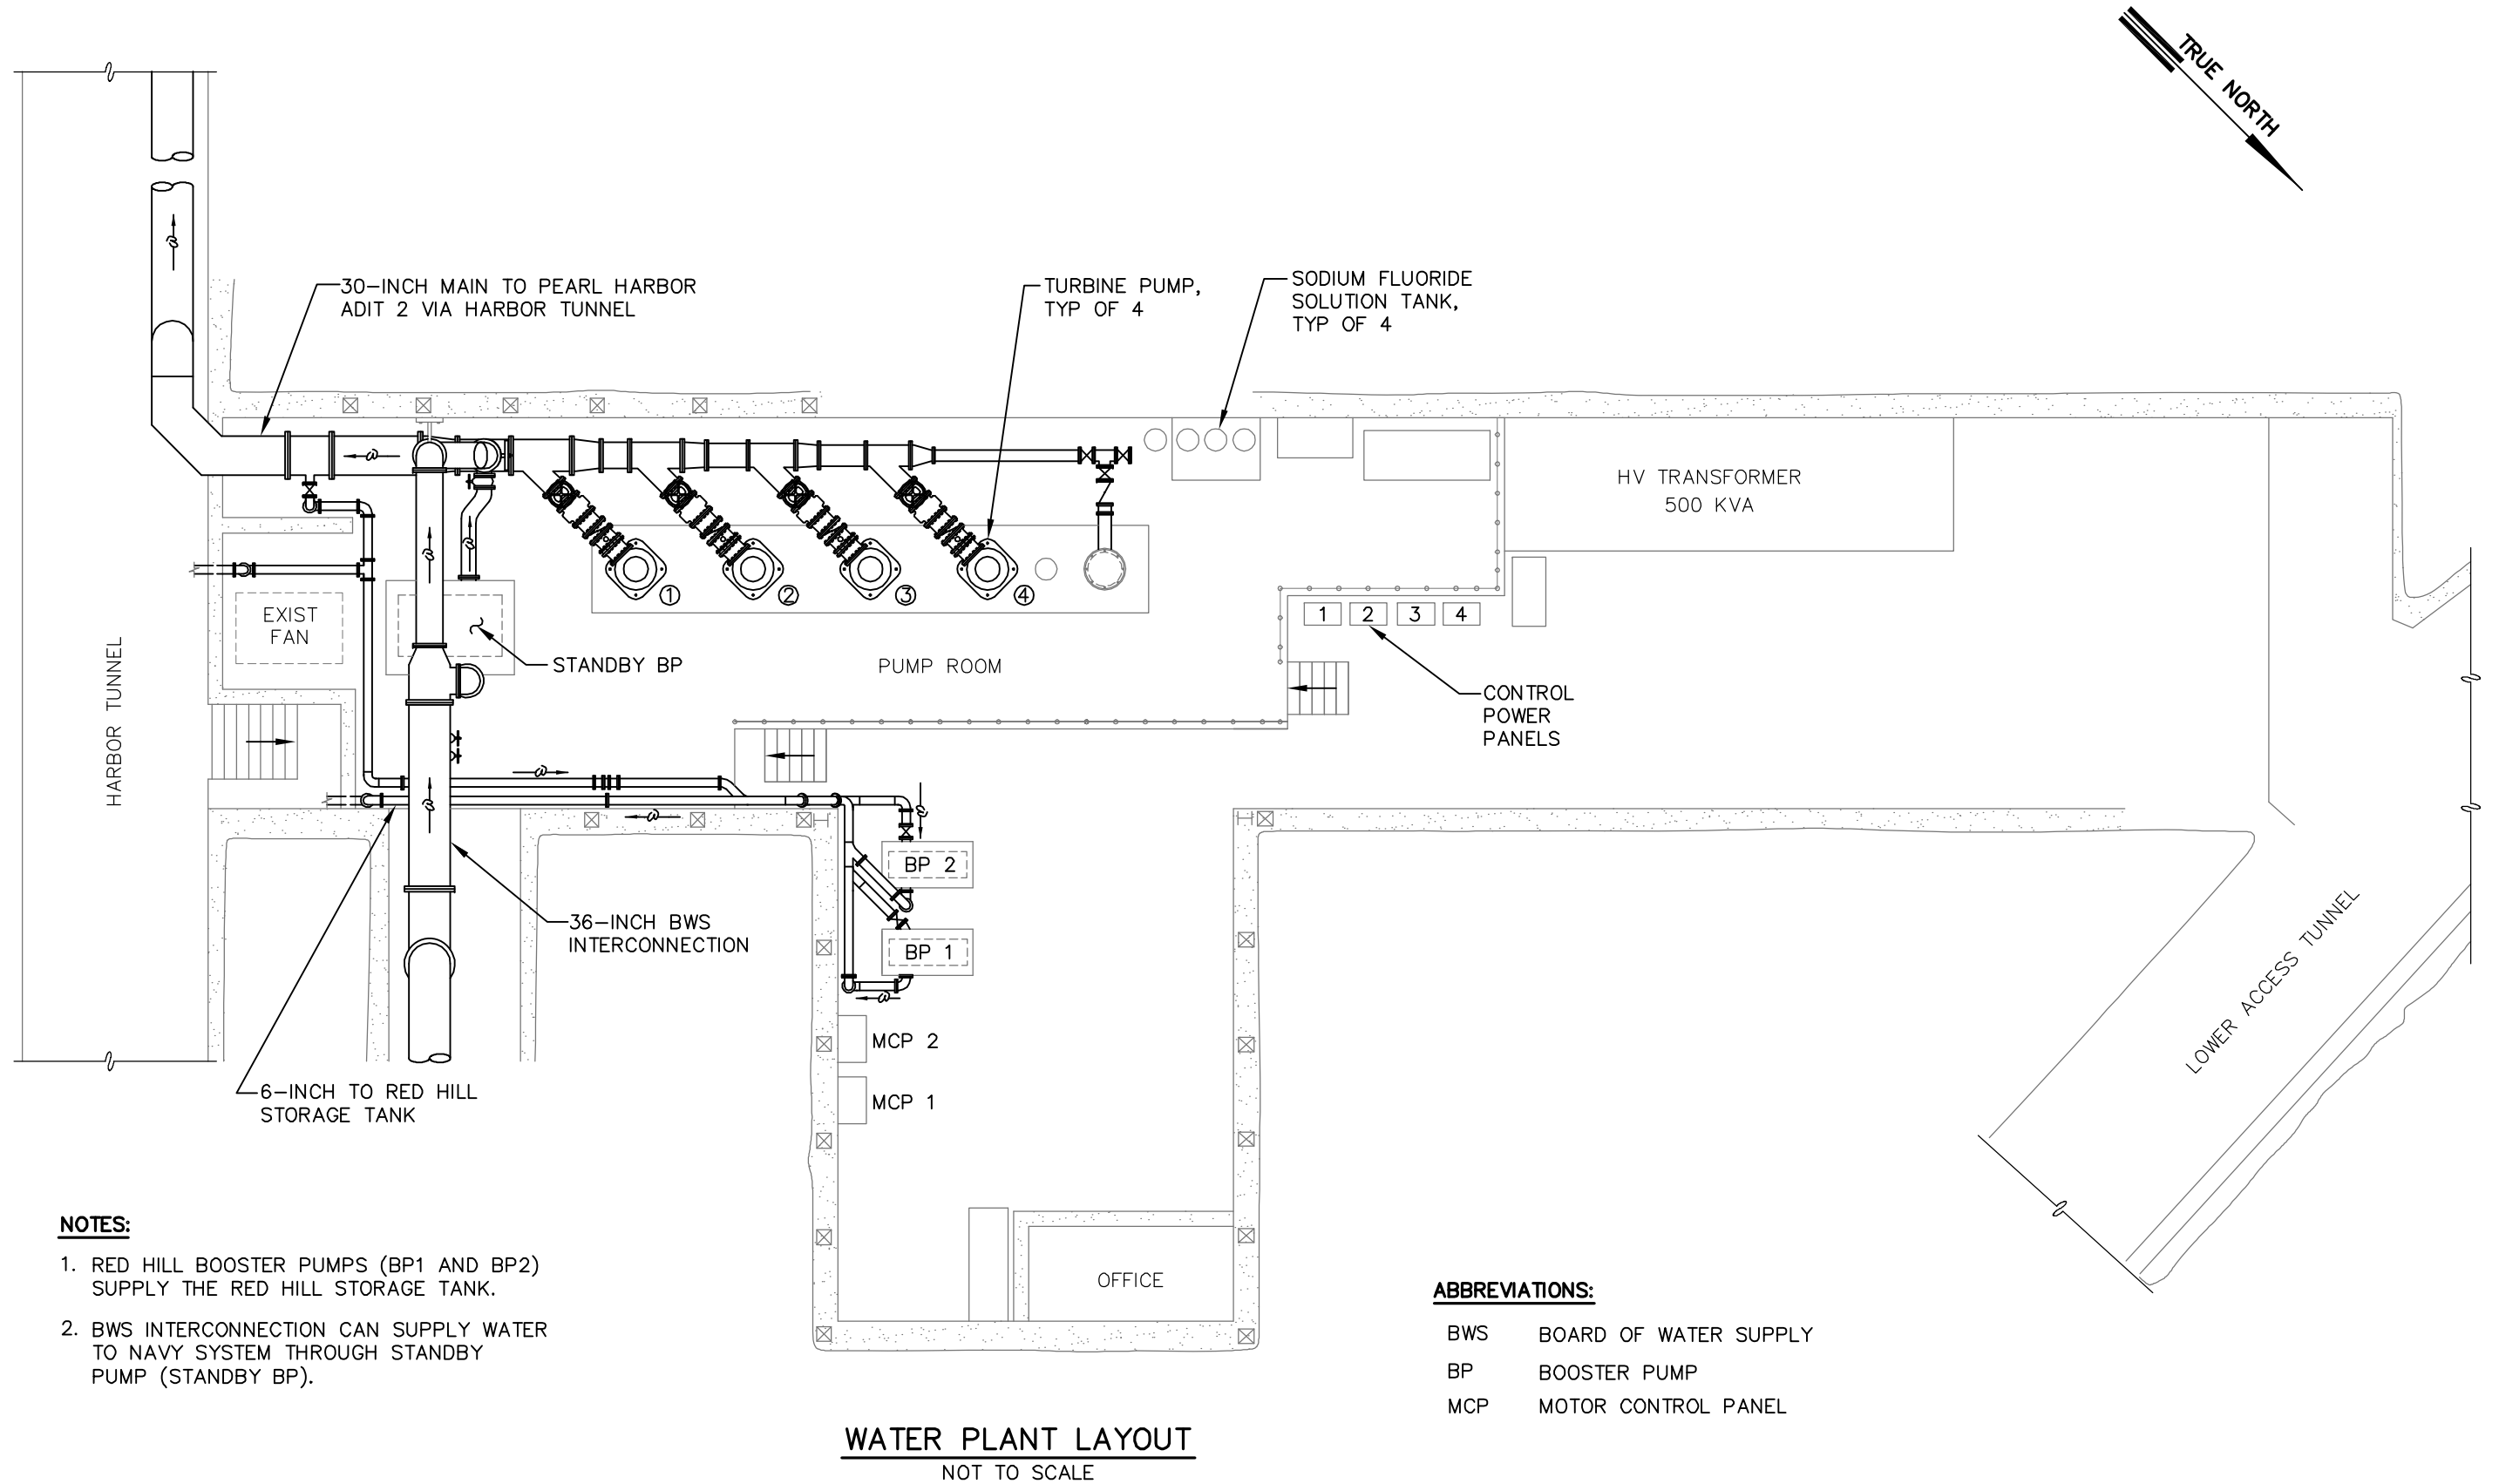 TRUE NORTH
30-INCH MAIN TO PEARL HARBOR
ADIT 2 VIA HARBOR TUNNEL
TURBINE PUMP,
TYP OF 4
SODIUM FLUORIDE
SOLUTION TANK,
TYP OF 4
HV TRANSFORMER
500 KVA
1
2
3
4
EXIST
FAN
1
2
3
4
HARBOR TUNNEL
STANDBY BP
PUMP ROOM
CONTROL
POWER
PANELS
BP 2
BP 1
36-INCH BWS
INTERCONNECTION
LOWER ACCESS TUNNEL
MCP 2
MCP 1
6-INCH TO RED HILL
STORAGE TANK
OFFICE
NOTES:
1. RED HILL BOOSTER PUMPS (BP1 AND BP2)
SUPPLY THE RED HILL STORAGE TANK.
2. BWS INTERCONNECTION CAN SUPPLY WATER
TO NAVY SYSTEM THROUGH STANDBY
PUMP (STANDBY BP).
ABBREVIATIONS:
BWS BOARD OF WATER SUPPLY
BP BOOSTER PUMP
MCP MOTOR CONTROL PANEL
WATER PLANT LAYOUT
NOT TO SCALE